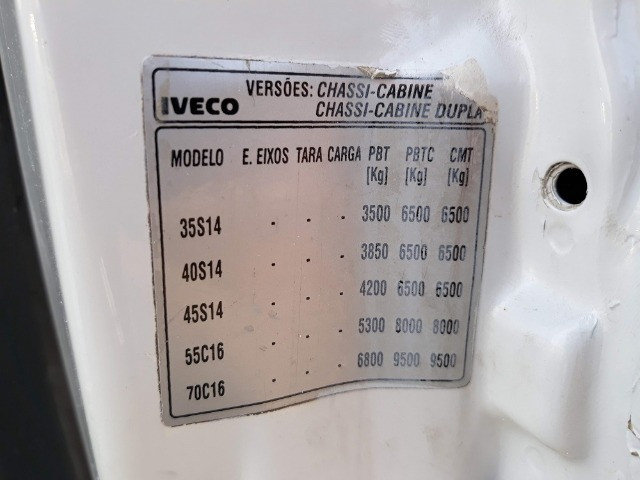 IVECO VERSÕES: CHASSI-CABINE
CHASSI-CABINE DUPLA
MODELO E. EIXOS TARA CARGA PBT PBTC CMT
[Kg] [Kg] [Kg]
35S14 . . . 3500 6500 6500
40S14 . . . 3850 6500 6500
45S14 . . . 4200 6500 6500
55C16 . . . 5300 8000 8000
70C16 . . . 6800 9500 9500